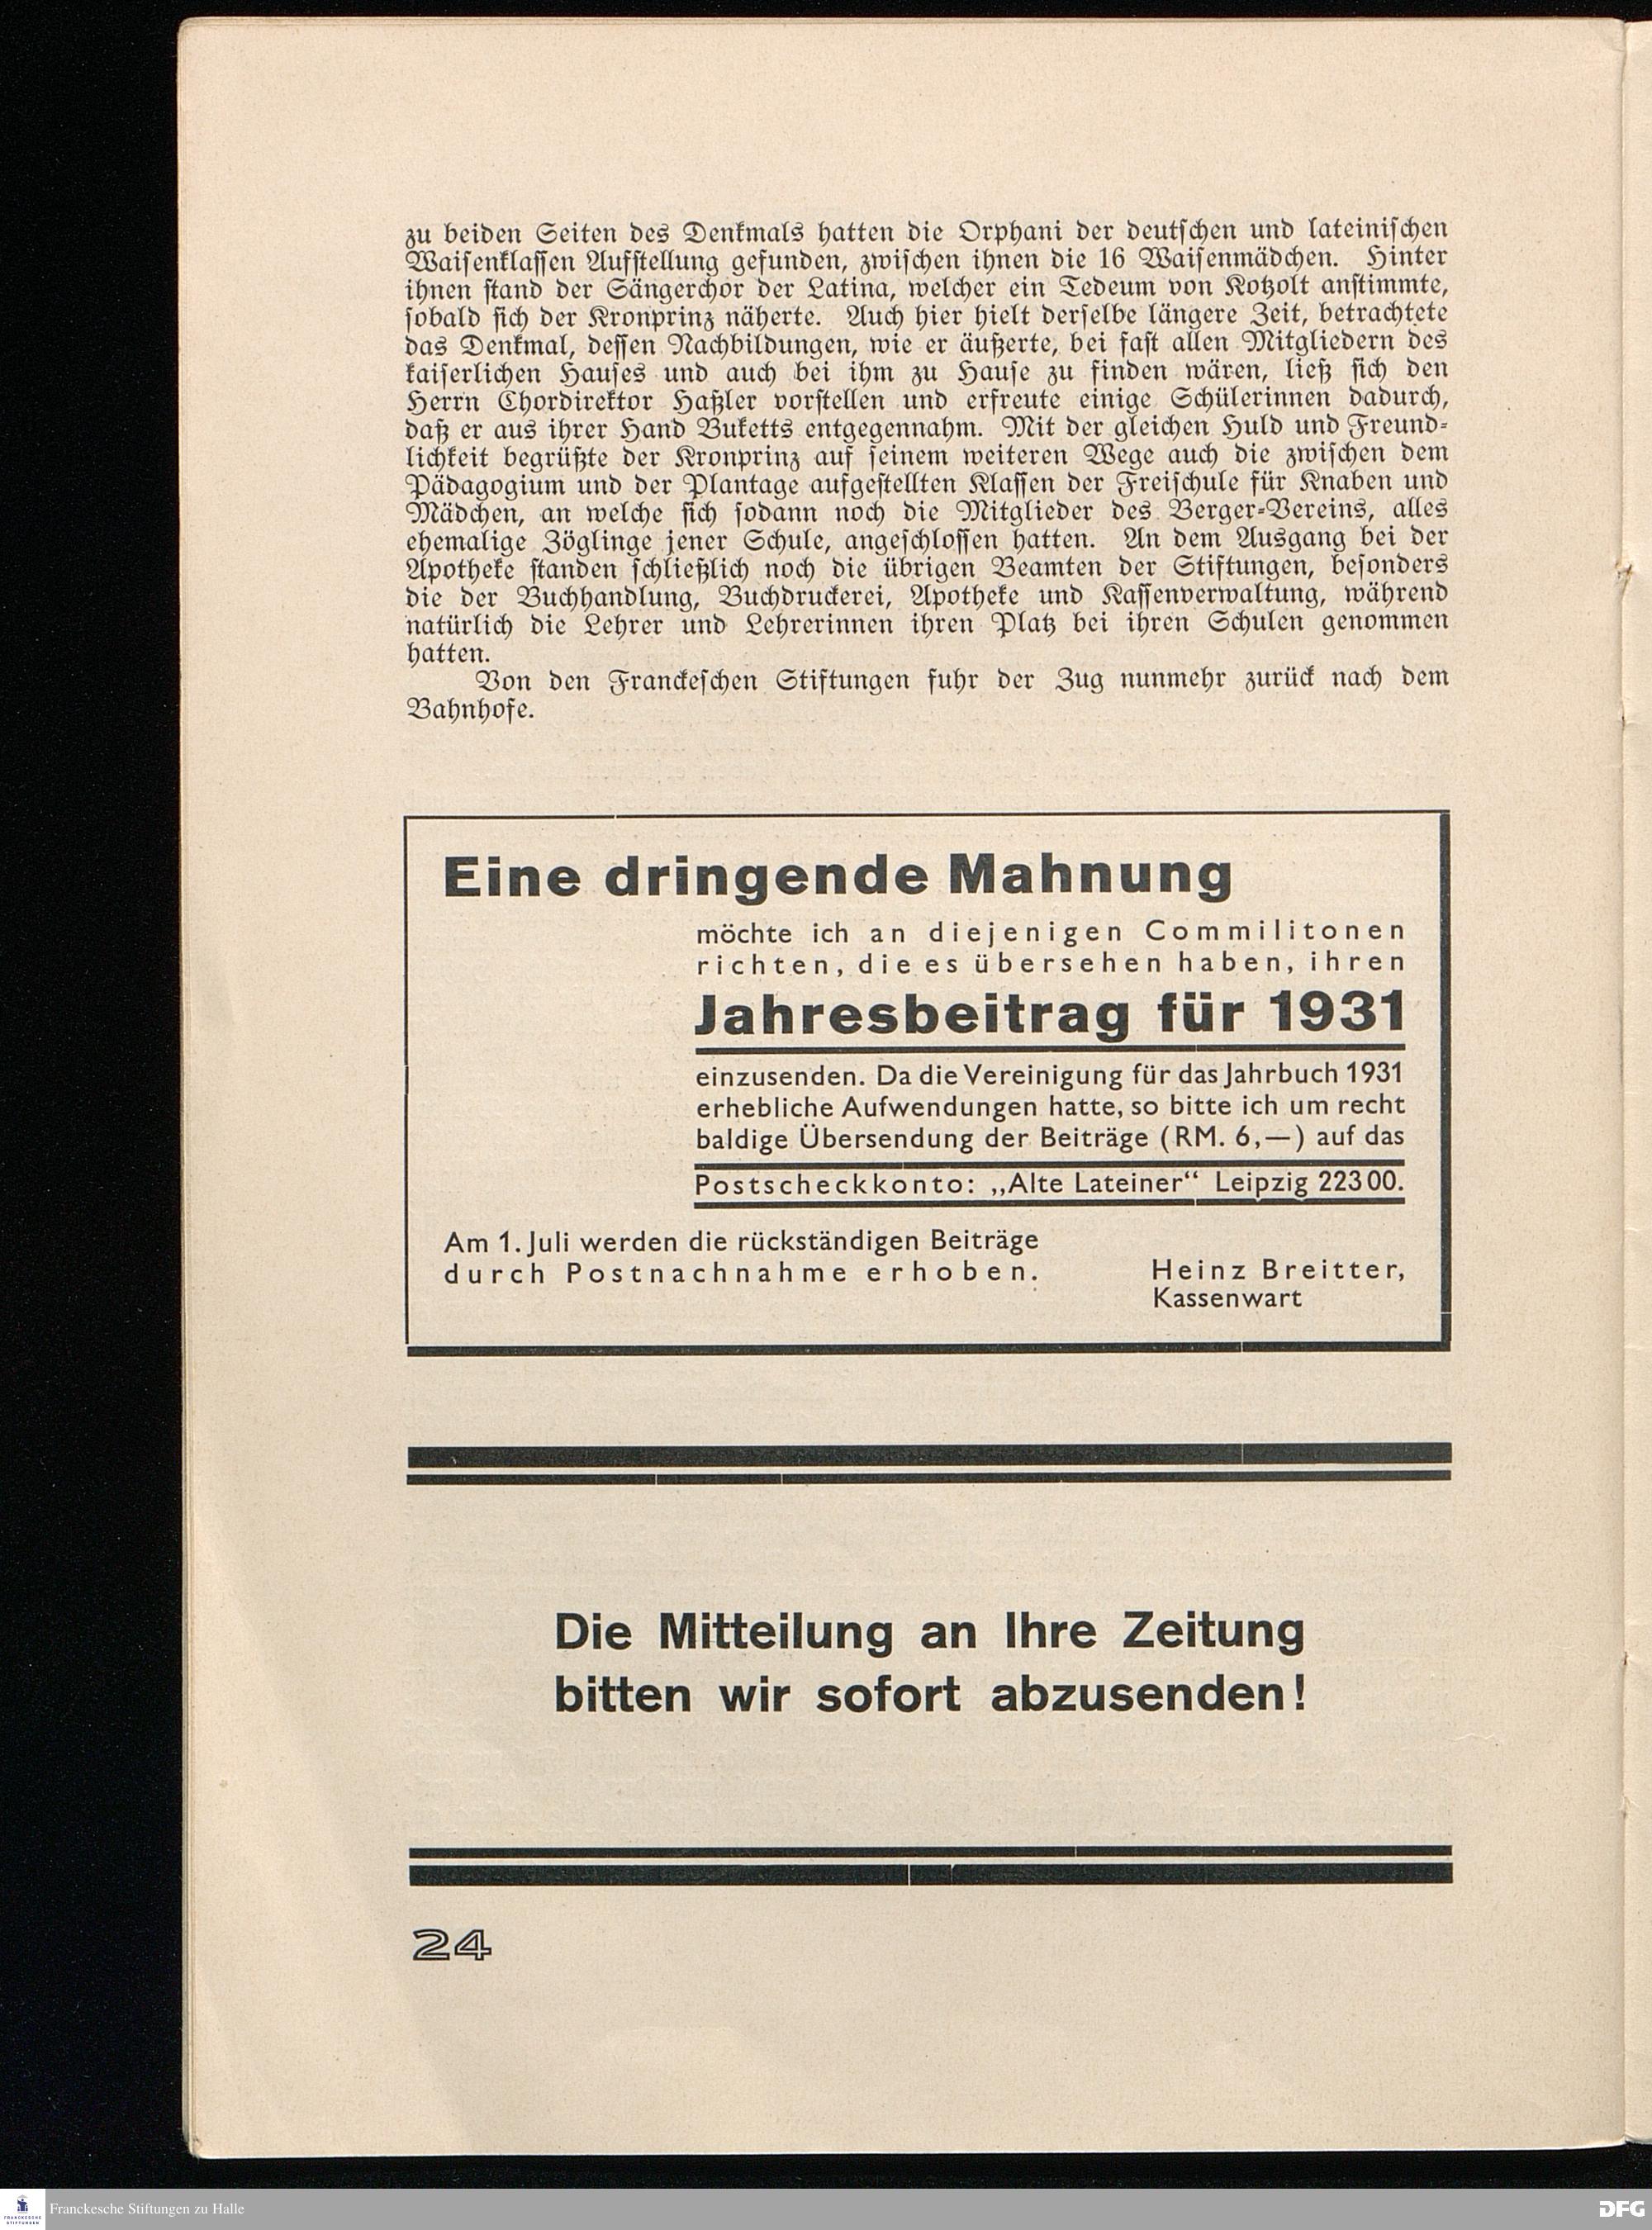 zu beiden Seiten des Denkmals hatten die Orphani der deutschen und lateinischen
Waisenklassen Aufstellung gefunden, zwischen ihnen die 16 Waisenmädchen. Hinter
ihnen stand der Sängerchor der Latina, welcher ein Tedeum von Kotzolt anstimmte,
sobald sich der Kronprinz näherte. Auch hier hielt derselbe längere Zeit, betrachtete
das Denkmal, dessen Nachbildungen, wie er äußerte, bei fast allen Mitgliedern des
kaiserlichen Hauses und auch bei ihm zu Hause zu finden wären, ließ sich den
Herrn Chordirektor Haßler vorstellen und erfreute einige Schülerinnen dadurch,
daß er aus ihrer Hand Buketts entgegennahm. Mit der gleichen Huld und Freund-
lichkeit begrüßte der Kronprinz auf seinem weiteren Wege auch die zwischen dem
Pädagogium und der Plantage aufgestellten Klassen der Freischule für Knaben und
Mädchen, an welche sich sodann noch die Mitglieder des Berger-Vereins, alles
ehemalige Zöglinge jener Schule, angeschlossen hatten. An dem Ausgang bei der
Apotheke standen schließlich noch die übrigen Beamten der Stiftungen, besonders
die der Buchhandlung, Buchdruckerei, Apotheke und Kassenverwaltung, während
natürlich die Lehrer und Lehrerinnen ihren Platz bei ihren Schulen genommen
hatten.
Von den Franckeschen Stiftungen fuhr der Zug nunmehr zurück nach dem
Bahnhofe.
Eine dringende Mahnung
möchte ich an diejenigen Commilitonen
richten, die es übersehen haben, ihren
Jahresbeitrag für 1931
einzusenden. Da die Vereinigung für das Jahrbuch 1931
erhebliche Aufwendungen hatte, so bitte ich um recht
baldige Übersendung der Beiträge (RM. 6,—) auf das
Postscheckkonto: „Alte Lateiner“ Leipzig 22300.
Am 1. Juli werden die rückständigen Beiträge
durch Postnachnahme erhoben.
Heinz Breitter,
Kassenwart
Die Mitteilung an Ihre Zeitung
bitten wir sofort abzusenden!
24
FRANCKESCHE
STIFTUNGEN
Franckesche Stiftungen zu Halle
DFG